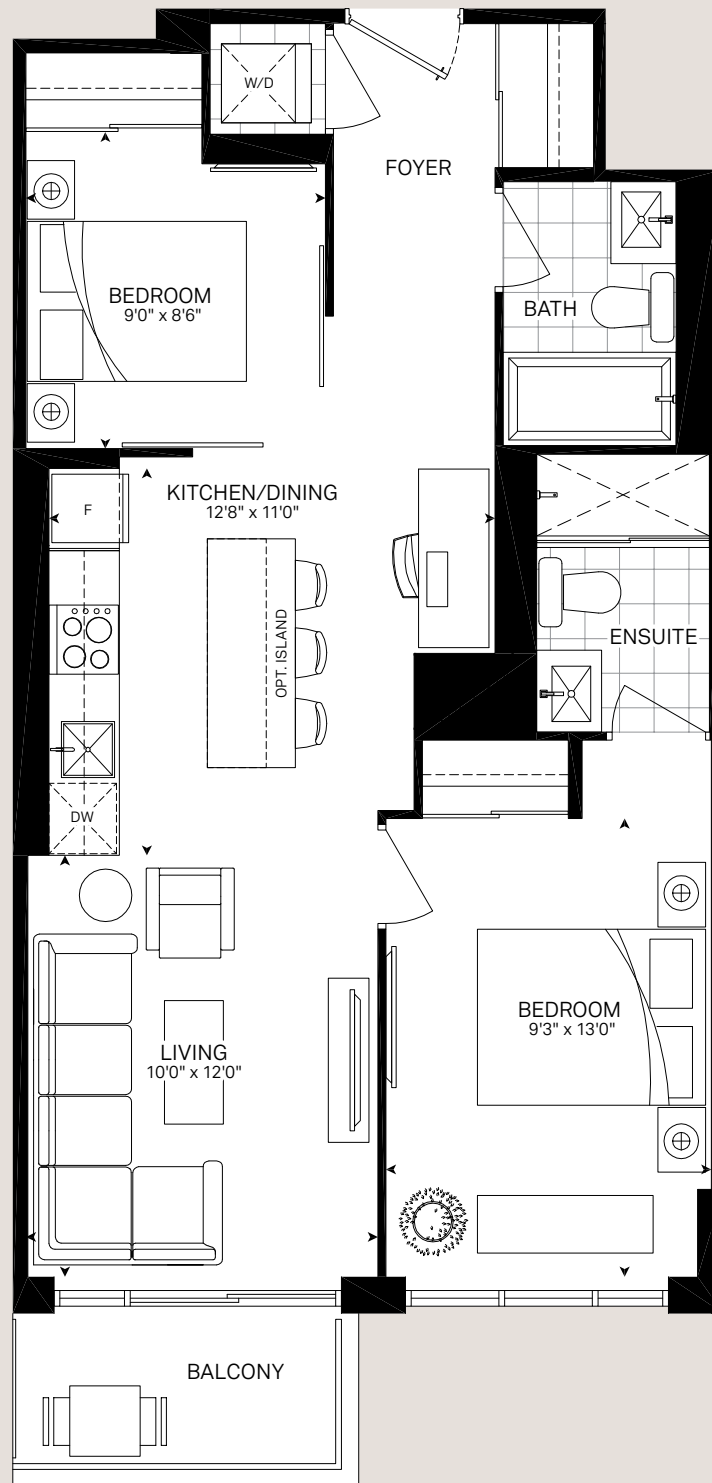 W/D
FOYER
BEDROOM
9'0" x 8'6"
BATH
KITCHEN/DINING
12'8" x 11'0"
F
OPT. ISLAND
ENSUITE
DW
BEDROOM
9'3" x 13'0"
LIVING
10'0" x 12'0"
BALCONY